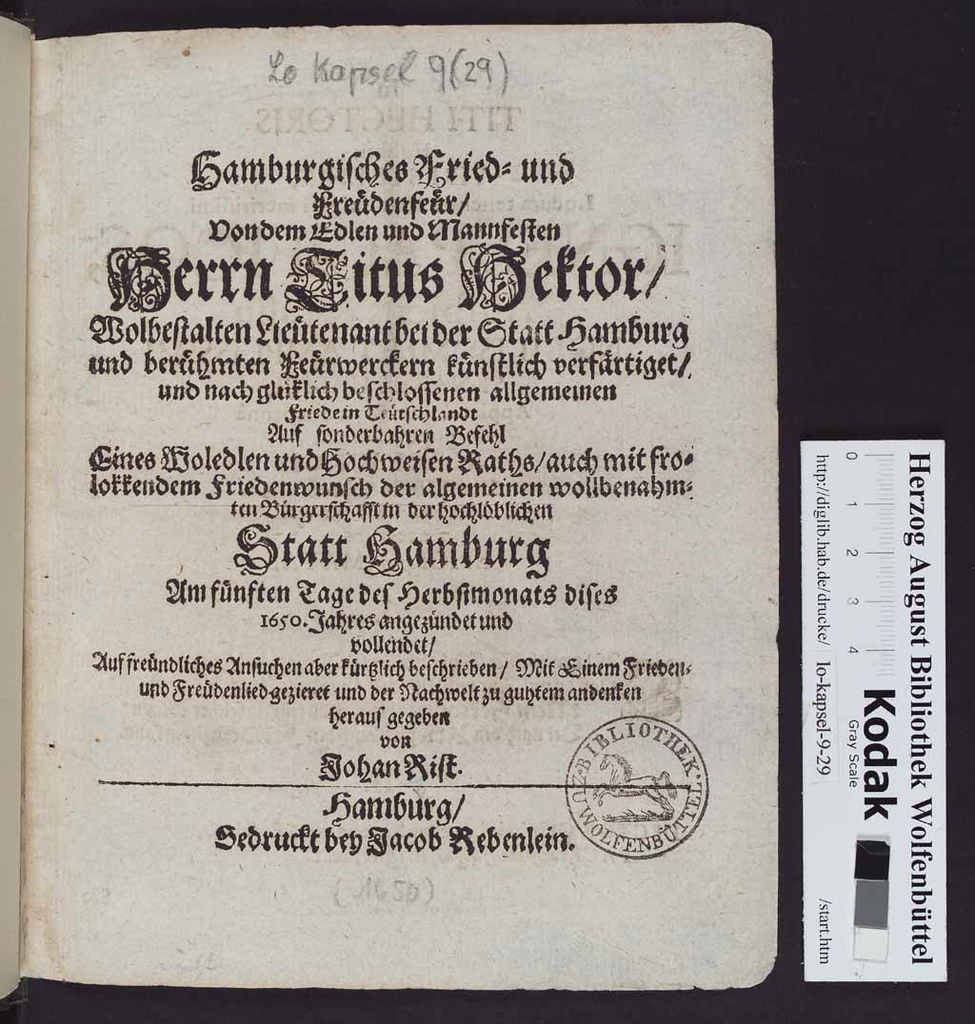 Lo Kapsel 9(29)
Hamburgisches Fried- und
Freüdenfeür/
Von dem Edlen und Mannfesten
Herrn Titus Hektor/
Wolbestalten Lieütenant bei der Statt Hamburg
und berühmten Feürwerckern künstlich verfärtiget/
und nach glüklich beschlossenen allgemeinen
Friede in Teütschlandt
Auf sonderbahren Befehl
Eines Woledlen und Hochweisen Raths/auch mit fro-
lokkendem Friedenwunsch der algemeinen wollbenahm-
ten Bürgerschafft in der hochlöblichen
Statt Hamburg
Am fünften Tage des Herbstmonats dises
1650. Jahres angezündet und
vollendet/
Auf freündliches Ansuchen aber kürtzlich beschrieben/ Mit Einem Frieden-
und Freüdenlied gezieret und der Nachwelt zu guhtem andenken
heraus gegeben
von
Johan Rist.
Hamburg/
Gedruckt bey Jacob Rebenlein.
(1650)
BIBLIOTHEK
ZU WOLFENBÜTTEL
Herzog August Bibliothek Wolfenbüttel
Kodak
Gray Scale
0 1 2 3 4
http://diglib.hab.de/drucke/ lo-kapsel-9-29 /start.htm